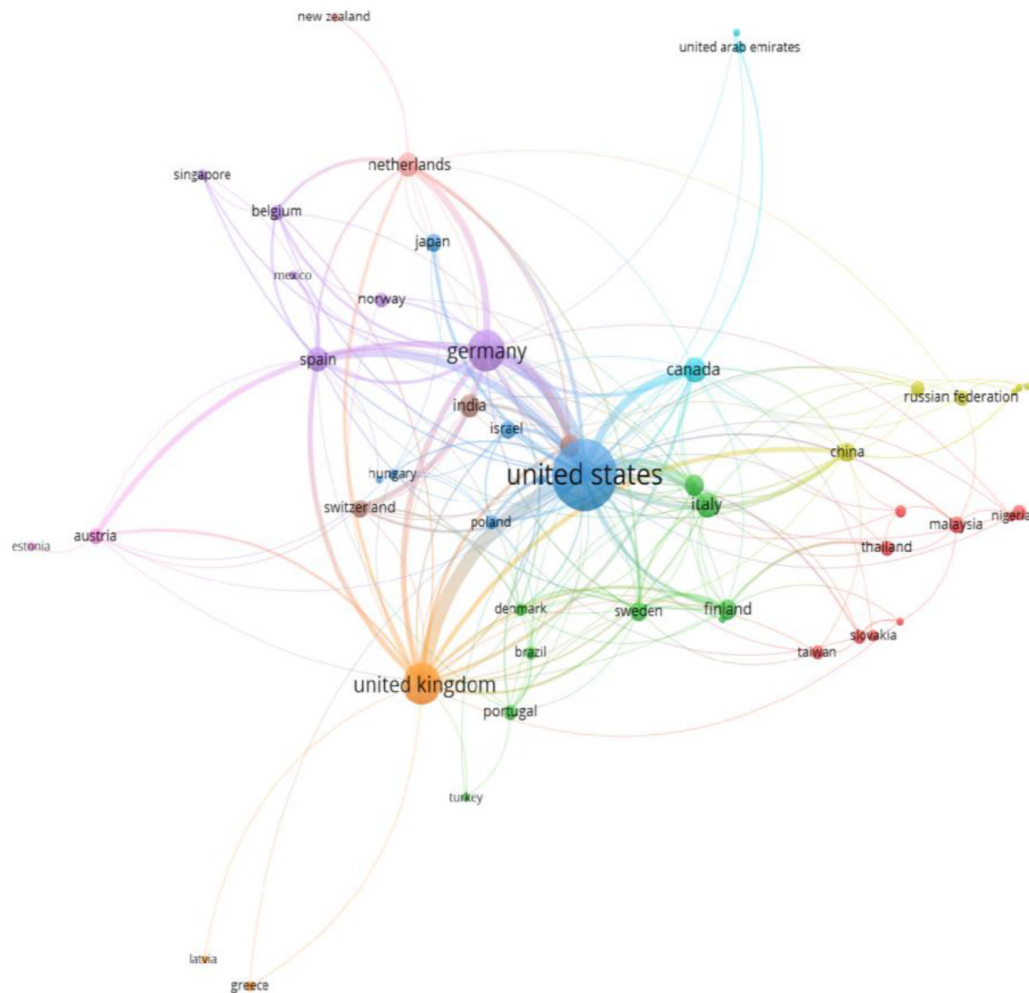 new zealand
united arab emirates
netherlands
singapore
belgium
japan
mexico
norway
germany
spain
canada
russian federation
india
israel
china
hungary
united states
italy
switzerland
poland
malaysia
nigeria
austria
estonia
thailand
denmark
sweden
finland
slovakia
brazil
taiwan
united kingdom
portugal
turkey
latvia
greece